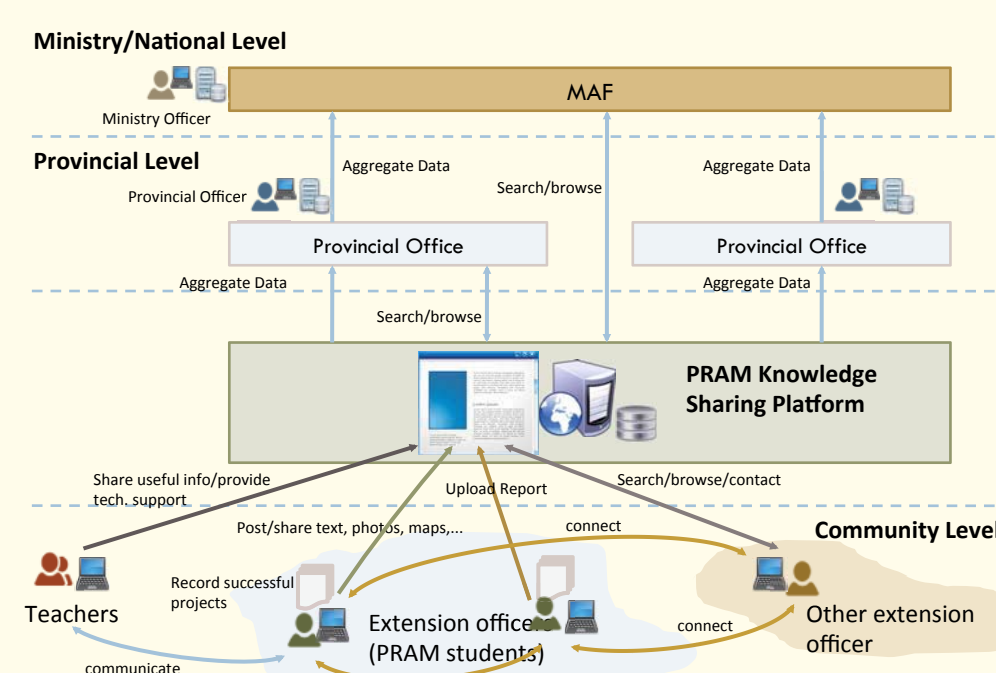 Ministry/National Level
MAF
Ministry Officer
Provincial Level
Aggregate Data
Aggregate Data
Search/browse
Provincial Officer
Provincial Office
Provincial Office
Aggregate Data
Aggregate Data
Search/browse
PRAM Knowledge
Sharing Platform
Share useful info/provide
tech. support
Upload Report
Search/browse/contact
Post/share text, photos, maps,...
connect
Community Level
Record successful
projects
Teachers
Extension officers
(PRAM students)
connect
Other extension
officer
communicate